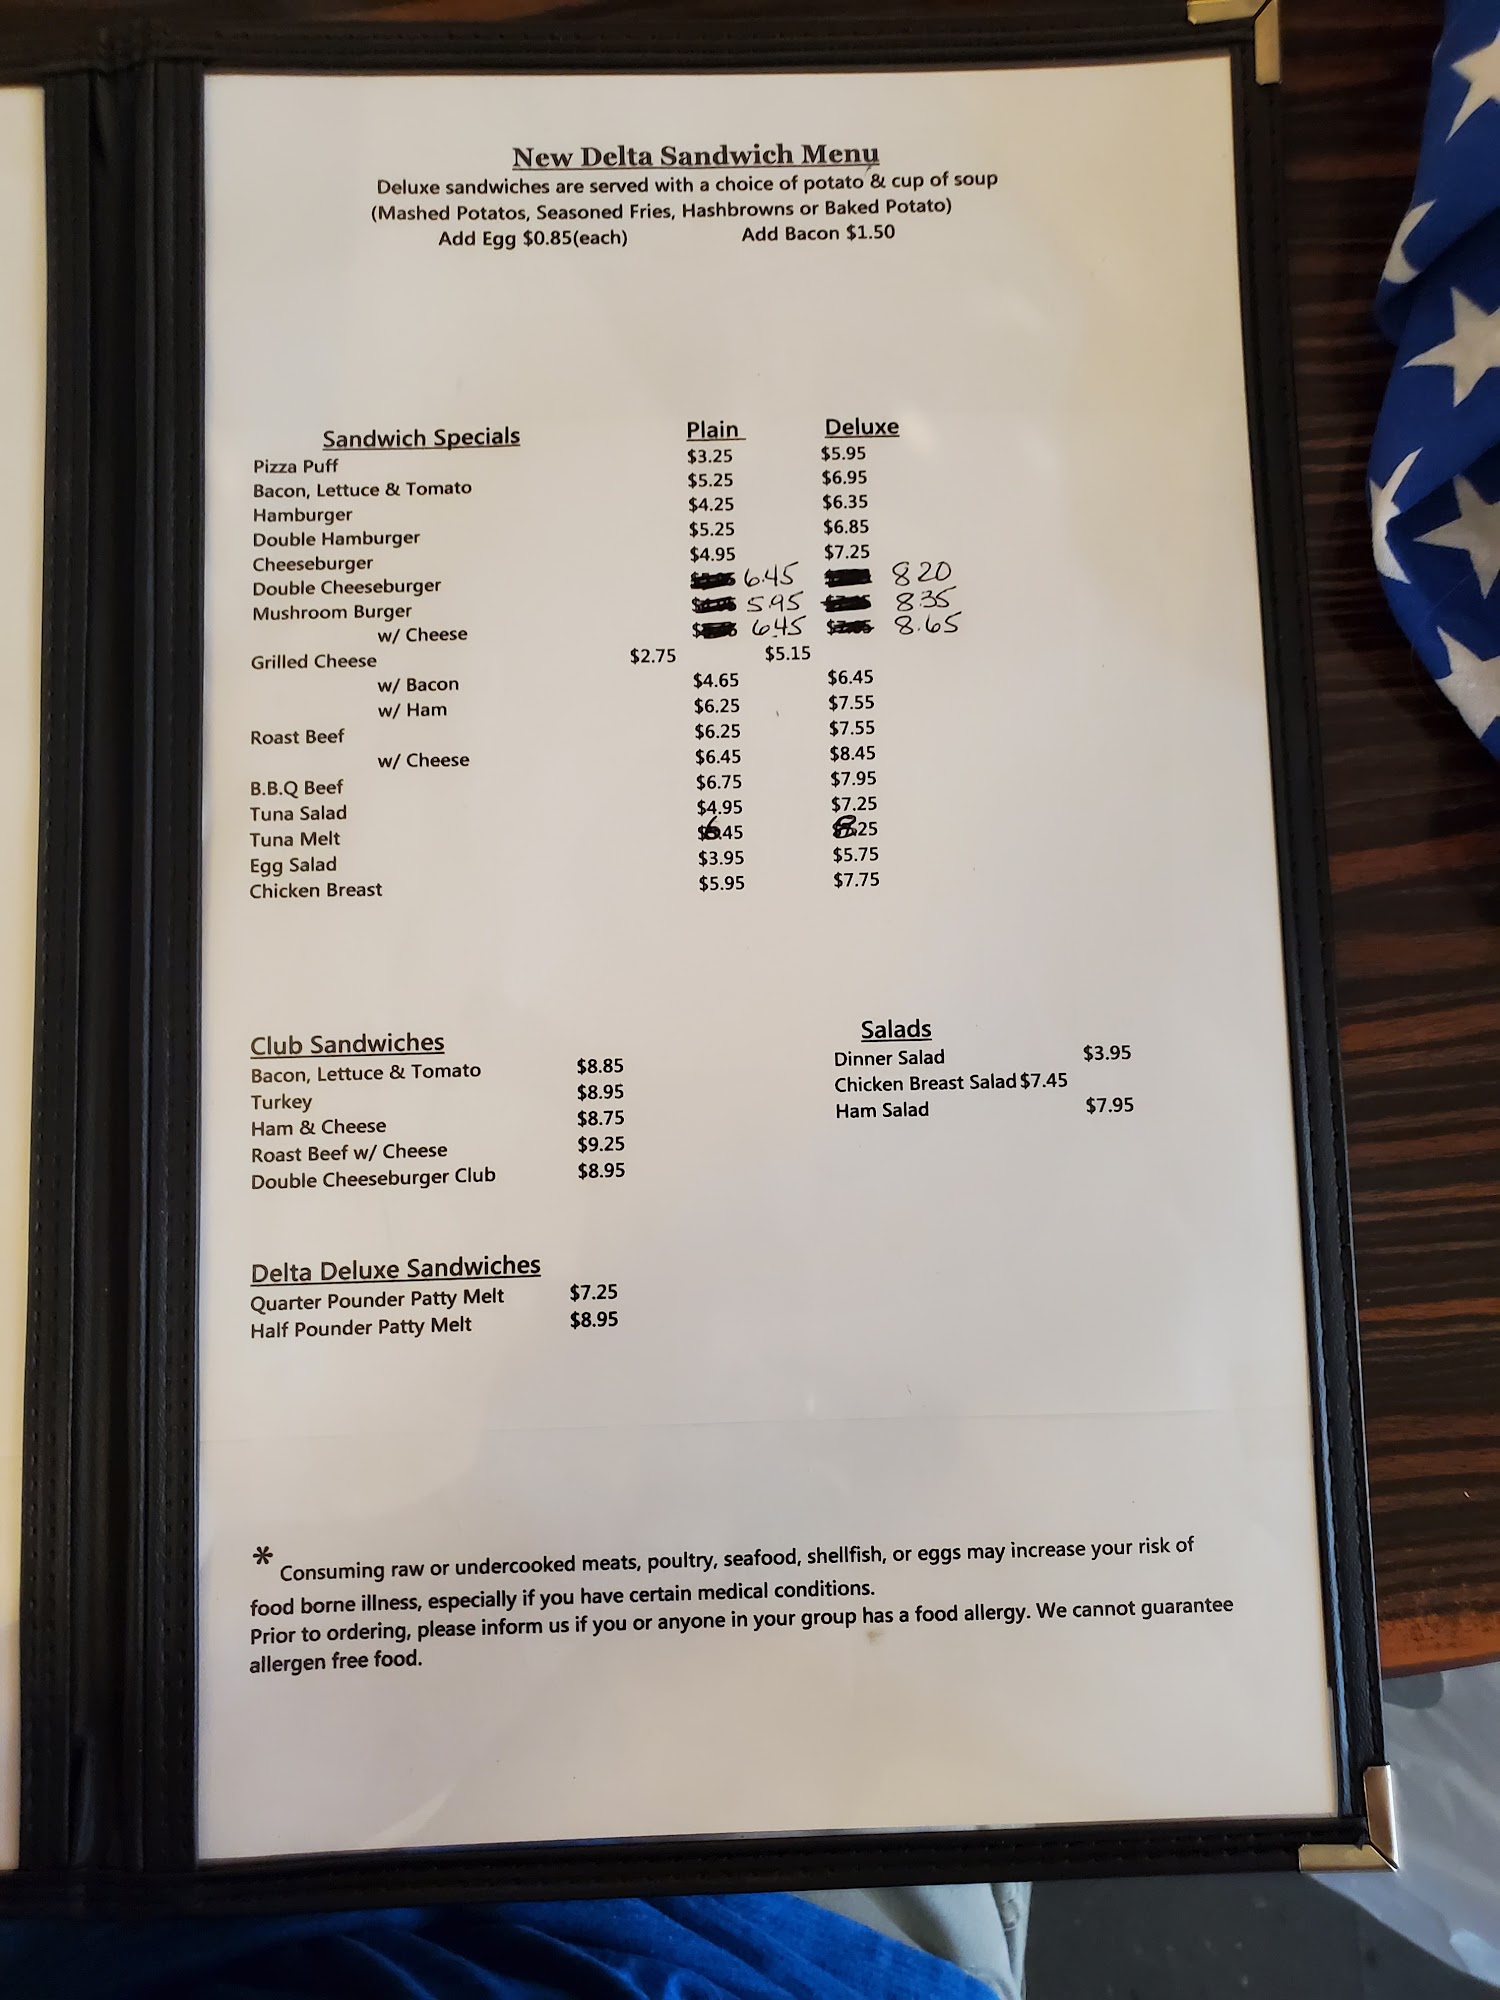 New Delta Sandwich Menu
Deluxe sandwiches are served with a choice of potato & cup of soup
(Mashed Potatos, Seasoned Fries, Hashbrowns or Baked Potato)
Add Egg $0.85(each) Add Bacon $1.50
Sandwich Specials Plain Deluxe
Pizza Puff $3.25 $5.95
Bacon, Lettuce & Tomato $5.25 $6.95
Hamburger $4.25 $6.35
Double Hamburger $5.25 $6.85
Cheeseburger $4.95 $7.25
Double Cheeseburger 6.45 8 20
Mushroom Burger 5.95 8.35
w/ Cheese 6.45 8.65
Grilled Cheese $2.75 $5.15
w/ Bacon $4.65 $6.45
w/ Ham $6.25 $7.55
Roast Beef $6.25 $7.55
w/ Cheese $6.45 $8.45
B.B.Q Beef $6.75 $7.95
Tuna Salad $4.95 $7.25
Tuna Melt $6.45 8.25
Egg Salad $3.95 $5.75
Chicken Breast $5.95 $7.75
Club Sandwiches
Bacon, Lettuce & Tomato $8.85
Turkey $8.95
Ham & Cheese $8.75
Roast Beef w/ Cheese $9.25
Double Cheeseburger Club $8.95
Salads
Dinner Salad $3.95
Chicken Breast Salad $7.45
Ham Salad $7.95
Delta Deluxe Sandwiches
Quarter Pounder Patty Melt $7.25
Half Pounder Patty Melt $8.95
* Consuming raw or undercooked meats, poultry, seafood, shellfish, or eggs may increase your risk of
food borne illness, especially if you have certain medical conditions.
Prior to ordering, please inform us if you or anyone in your group has a food allergy. We cannot guarantee
allergen free food.